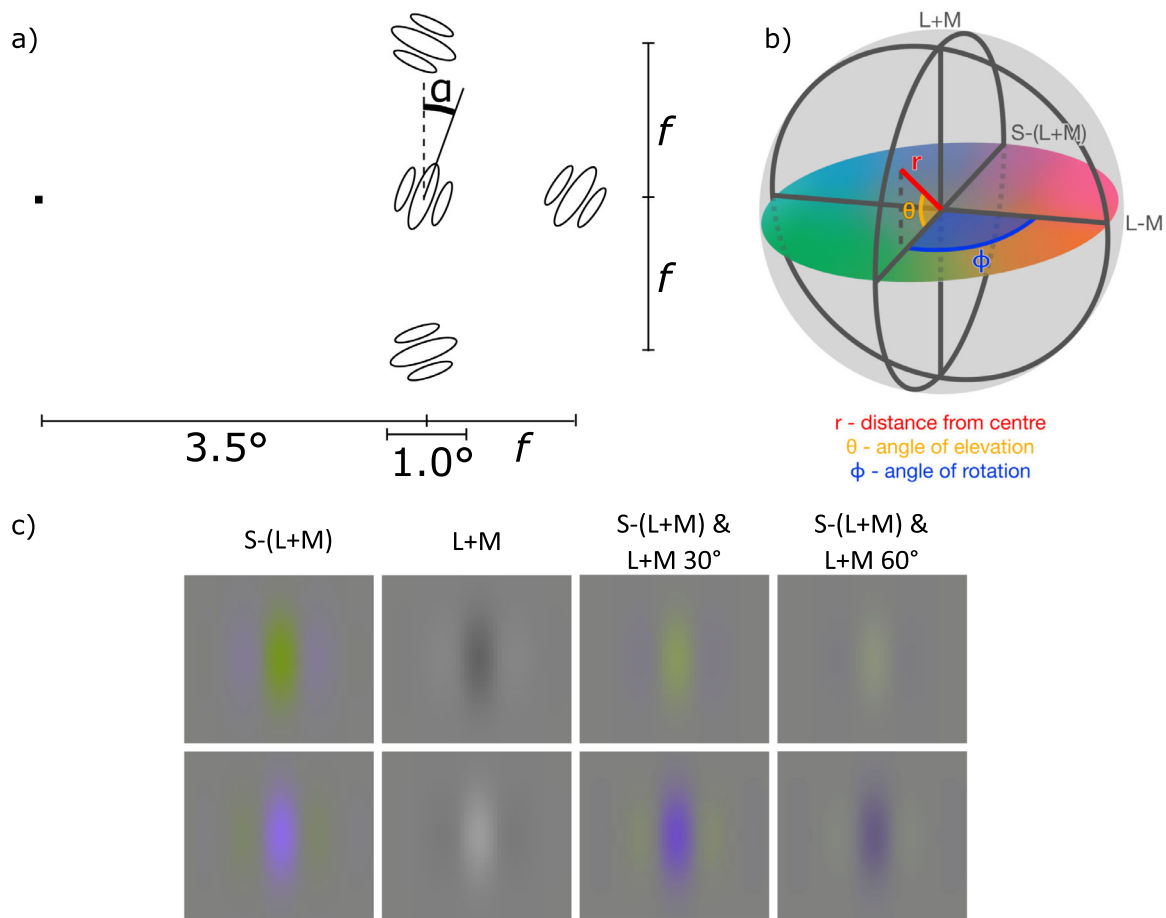 a)
ɑ
f
f
3.5°
1.0°
f
b)
L+M
S-(L+M)
L-M
r
θ
ϕ
r - distance from centre
θ - angle of elevation
ϕ - angle of rotation
c)
S-(L+M)
L+M
S-(L+M) &
L+M 30°
S-(L+M) &
L+M 60°